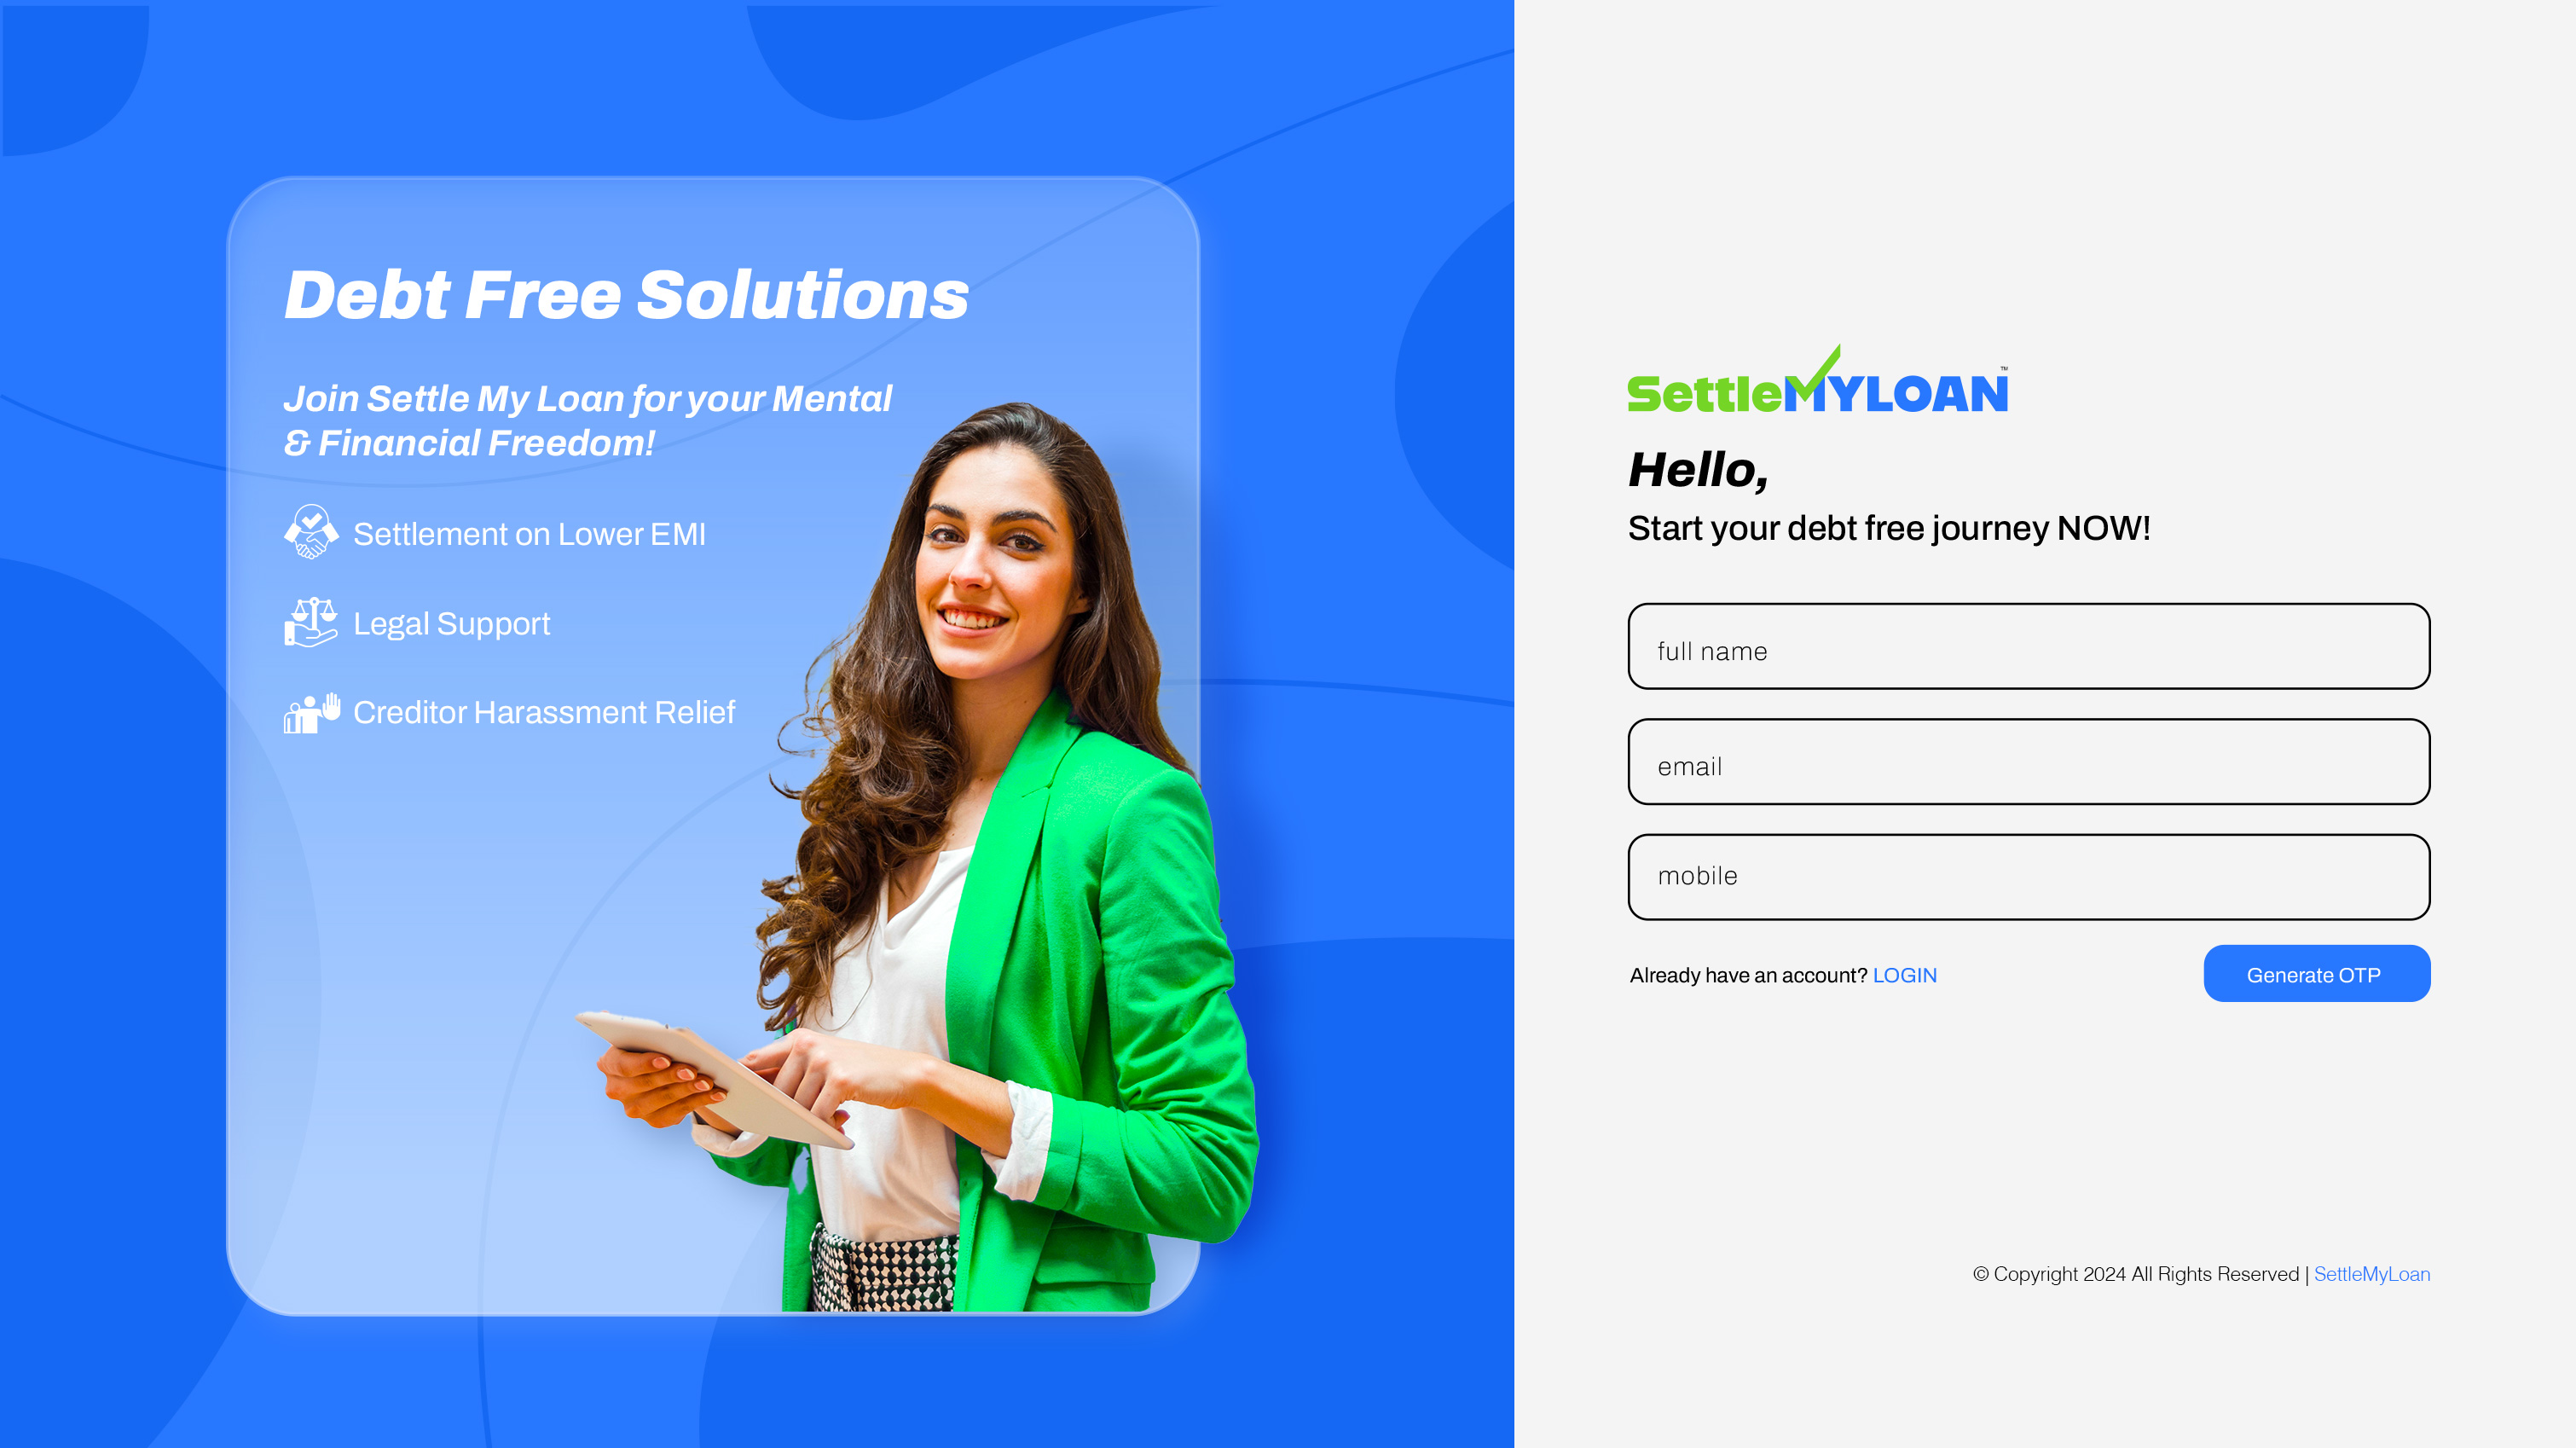 Debt Free Solutions
Join Settle My Loan for your Mental
& Financial Freedom!
Settlement on Lower EMI
Legal Support
Creditor Harassment Relief
SettleMYLOAN™
Hello,
Start your debt free journey NOW!
full name
email
mobile
Already have an account? LOGIN
Generate OTP
© Copyright 2024 All Rights Reserved | SettleMyLoan